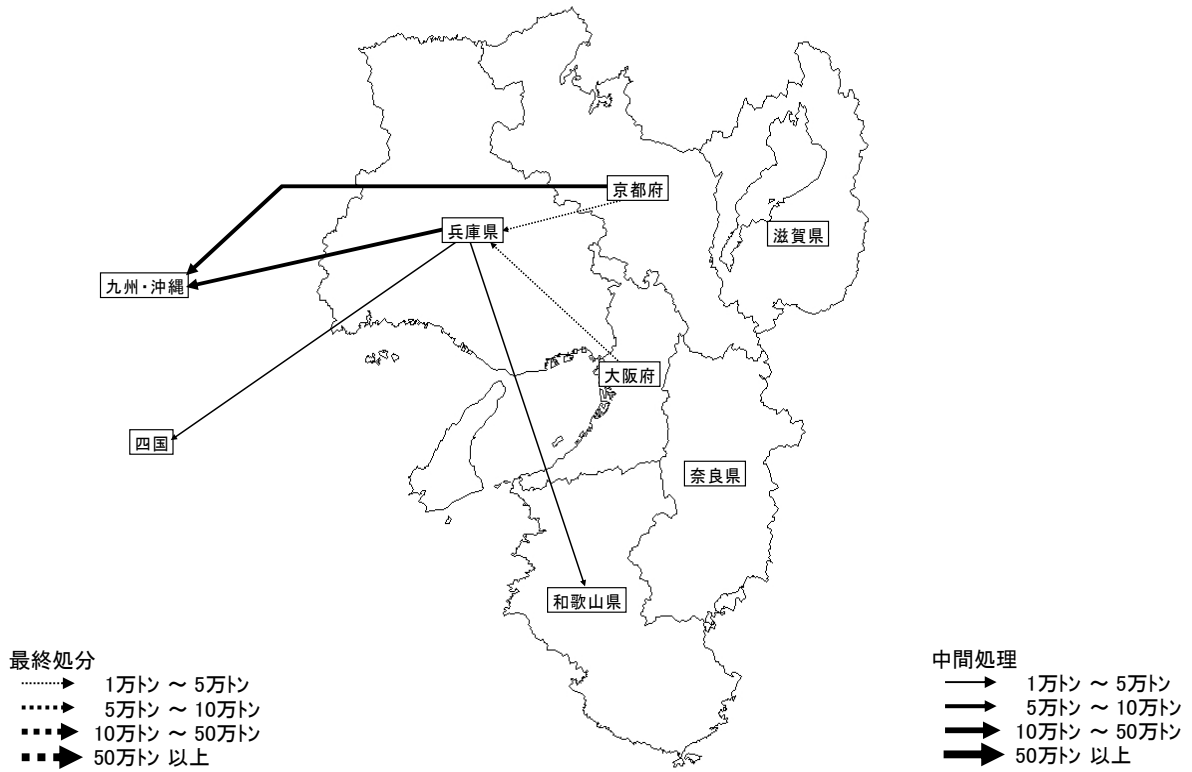 京都府
兵庫県
滋賀県
九州・沖縄
大阪府
四国
奈良県
和歌山県
最終処分
1万トン ～ 5万トン
5万トン ～ 10万トン
10万トン ～ 50万トン
50万トン 以上
中間処理
1万トン ～ 5万トン
5万トン ～ 10万トン
10万トン ～ 50万トン
50万トン 以上